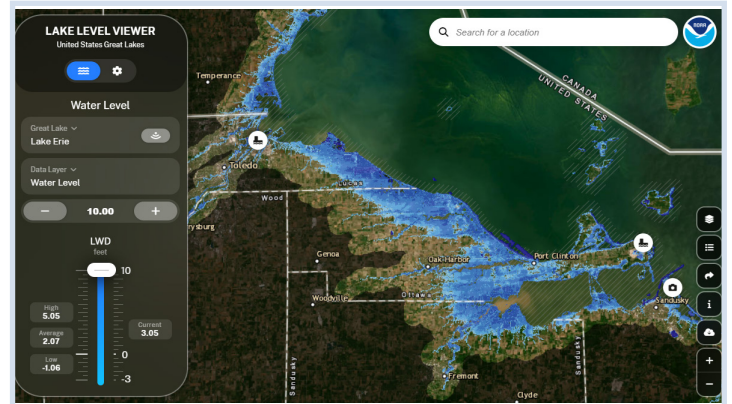 LAKE LEVEL VIEWER
United States Great Lakes
Water Level
Great Lake
Lake Erie
Data Layer
Water Level
10.00
LWD
feet
10
High
5.05
Average
2.07
Current
3.05
Low
-1.06
0
-3
Search for a location
NOAA
Temperance
CANADA
UNITED STATES
Toledo
Lucas
Wood
rysburg
Genoa
Oak Harbor
Port Clinton
Woodville
Ottawa
Sandusky
Sandusky
Sandusky
Fremont
Clyde